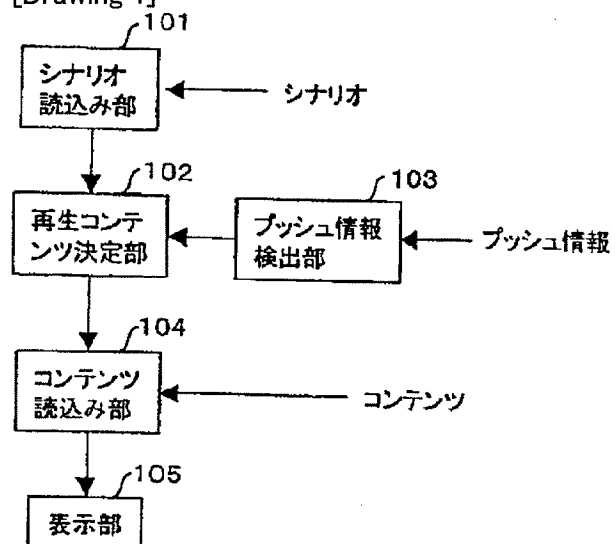 [Drawing 1]
101
シナリオ
読込み部
シナリオ
102
再生コンテ
ンツ決定部
103
プッシュ情報
検出部
プッシュ情報
104
コンテンツ
読込み部
コンテンツ
105
表示部